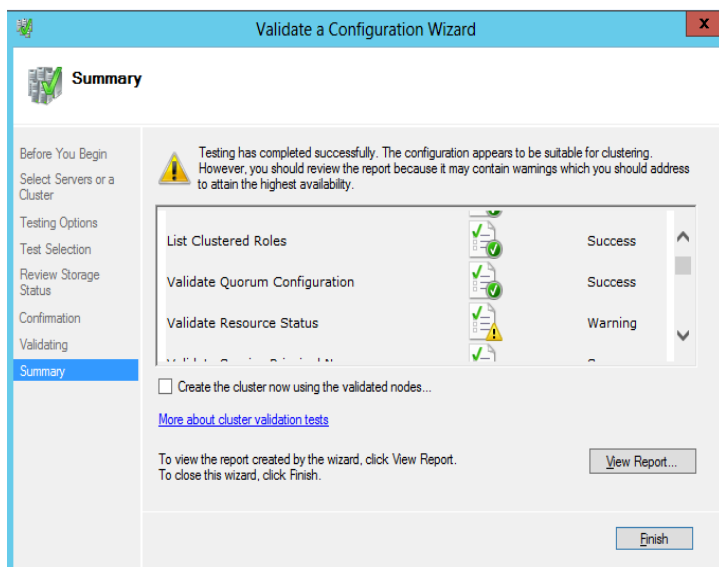 Validate a Configuration Wizard
x
Summary
Before You Begin
Select Servers or a
Cluster
Testing Options
Test Selection
Review Storage
Status
Confirmation
Validating
Summary
Testing has completed successfully. The configuration appears to be suitable for clustering.
However, you should review the report because it may contain warnings which you should address
to attain the highest availability.
List Clustered Roles Success
Validate Quorum Configuration Success
Validate Resource Status Warning
Create the cluster now using the validated nodes...
More about cluster validation tests
To view the report created by the wizard, click View Report.
To close this wizard, click Finish.
View Report...
Finish